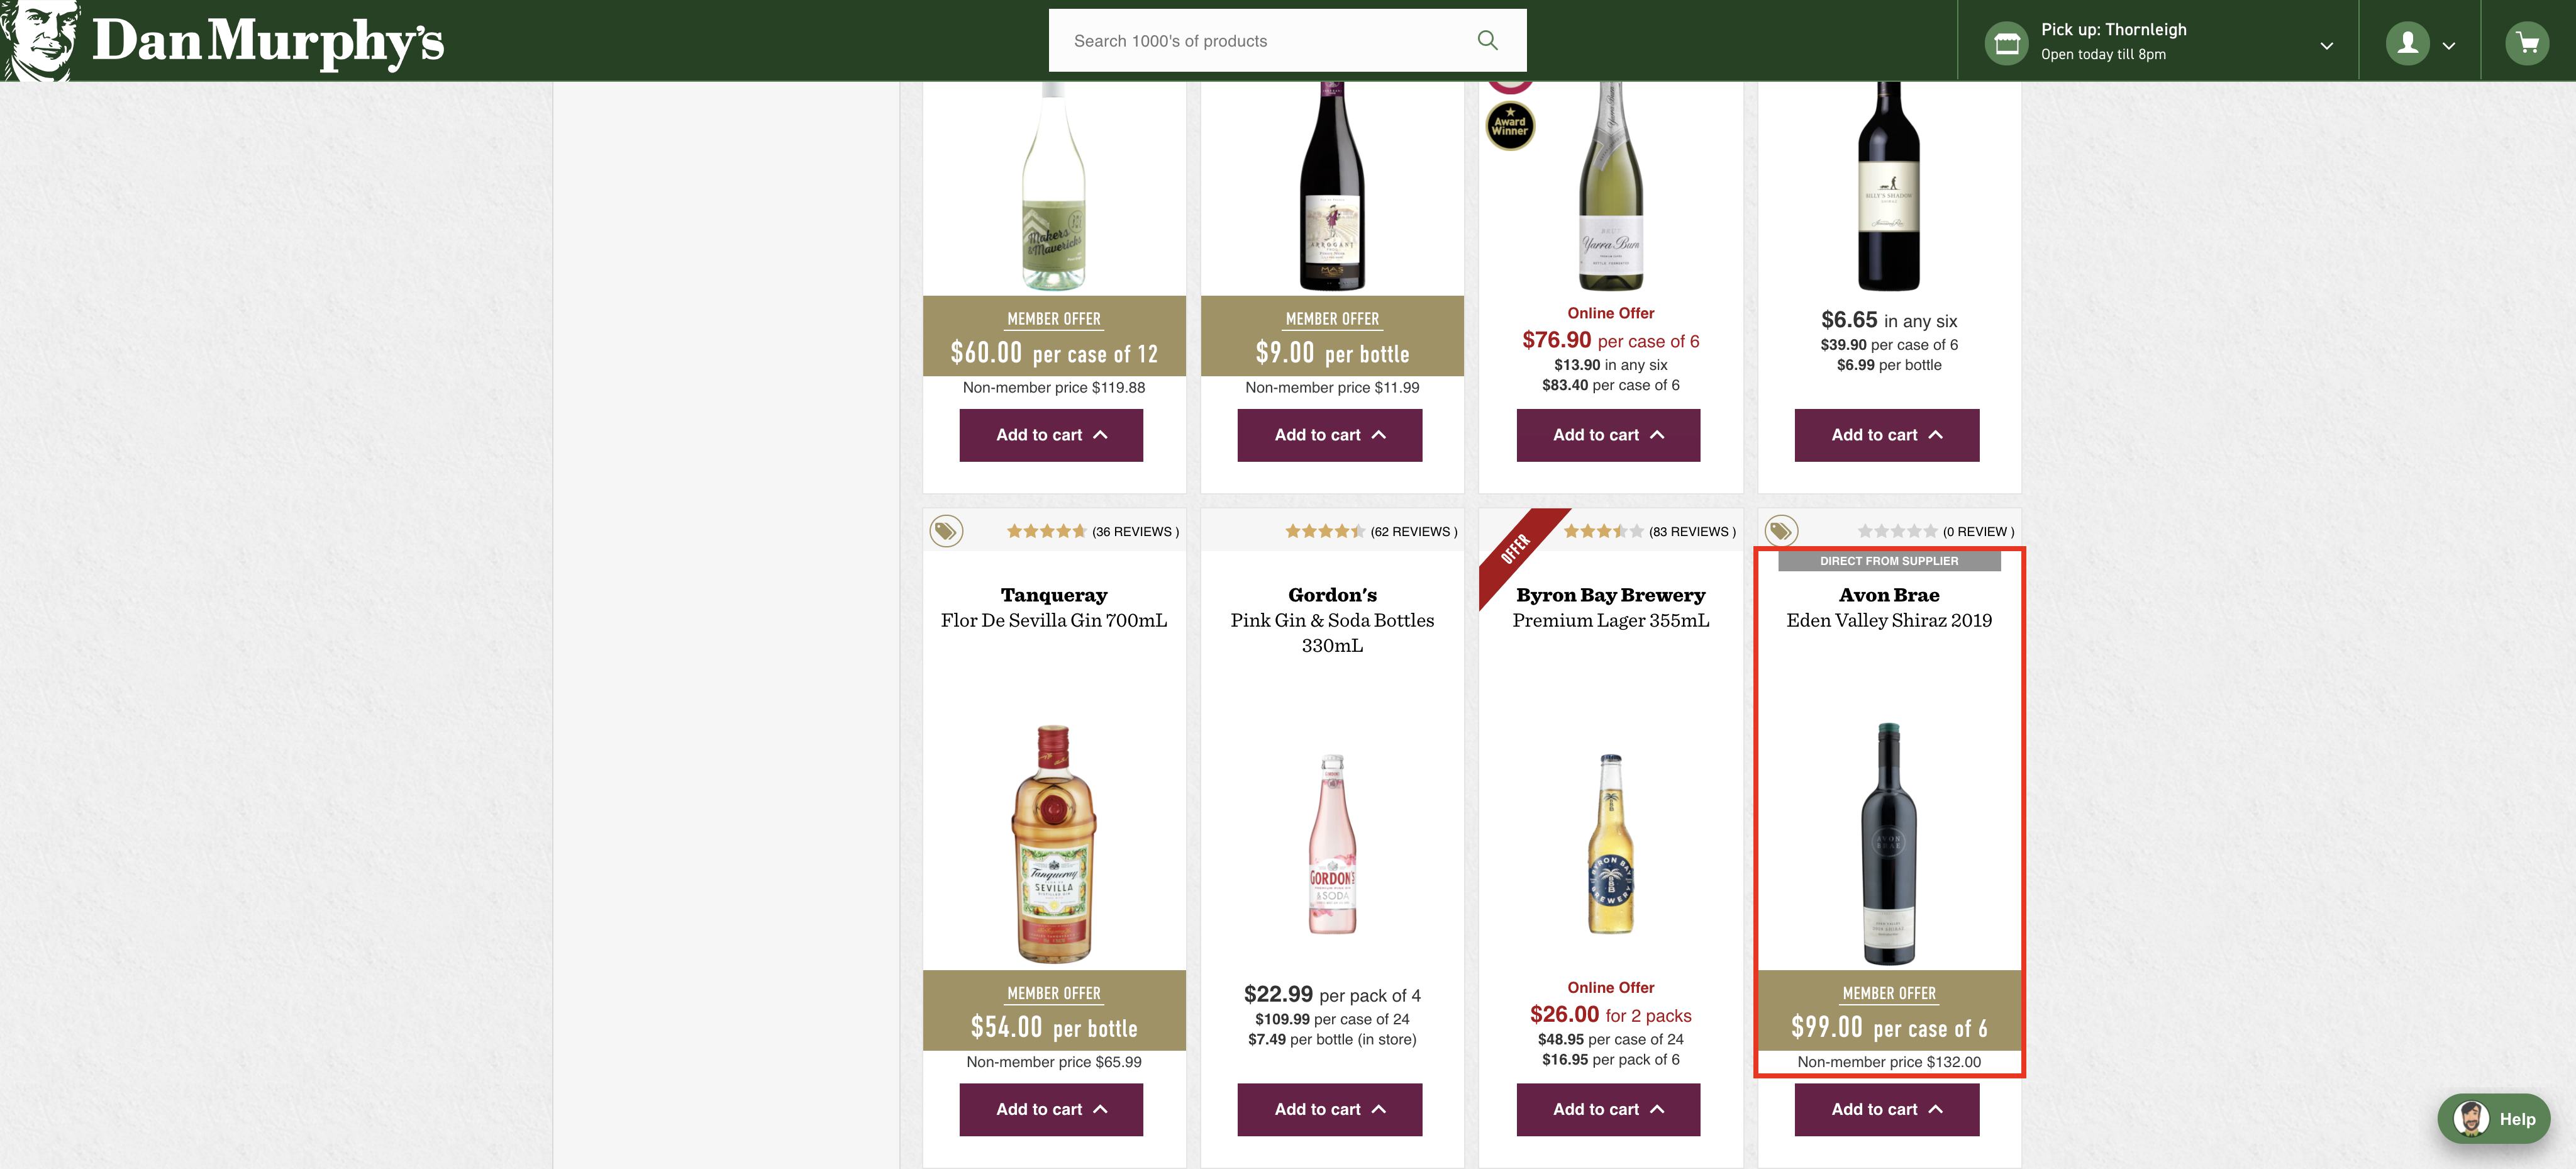 Dan Murphy's
Search 1000's of products
Pick up: Thornleigh
Open today till 8pm
Award
Winner
Makers
& Mavericks
ARROGANT
MAS
BRUT
Yarra Burn
BILLY'S SHADOW
SHIRAZ
MEMBER OFFER
$60.00 per case of 12
Non-member price $119.88
Add to cart
MEMBER OFFER
$9.00 per bottle
Non-member price $11.99
Add to cart
Online Offer
$76.90 per case of 6
$13.90 in any six
$83.40 per case of 6
Add to cart
$6.65 in any six
$39.90 per case of 6
$6.99 per bottle
Add to cart
(36 REVIEWS )
Tanqueray
Flor De Sevilla Gin 700mL
Tanqueray
SEVILLA
MEMBER OFFER
$54.00 per bottle
Non-member price $65.99
Add to cart
(62 REVIEWS )
Gordon's
Pink Gin & Soda Bottles
330mL
GORDON'S
& SODA
$22.99 per pack of 4
$109.99 per case of 24
$7.49 per bottle (in store)
Add to cart
OFFER
(83 REVIEWS )
Byron Bay Brewery
Premium Lager 355mL
BYRON BAY
BBB
BREWERY
Online Offer
$26.00 for 2 packs
$48.95 per case of 24
$16.95 per pack of 6
Add to cart
(0 REVIEW )
DIRECT FROM SUPPLIER
Avon Brae
Eden Valley Shiraz 2019
AVON
BRAE
MEMBER OFFER
$99.00 per case of 6
Non-member price $132.00
Add to cart
Help